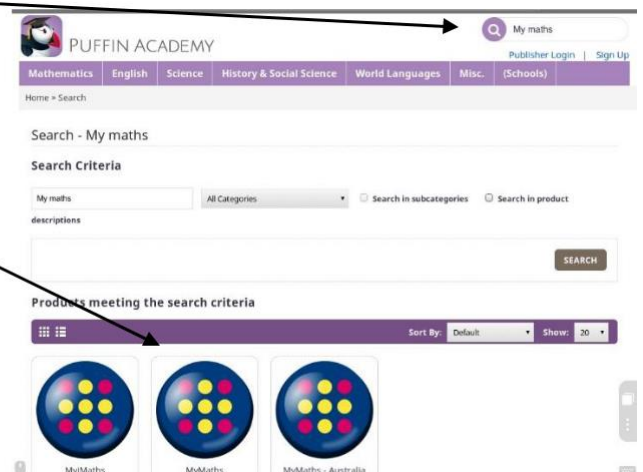 My maths
PUFFIN ACADEMY
Publisher Login | Sign Up
Mathematics English Science History & Social Science World Languages Misc. (Schools)
Home » Search
Search - My maths
Search Criteria
My maths All Categories Search in subcategories Search in product
descriptions
SEARCH
Products meeting the search criteria
Sort By: Default Show: 20
MyiMaths MyMaths MyMaths - Australia